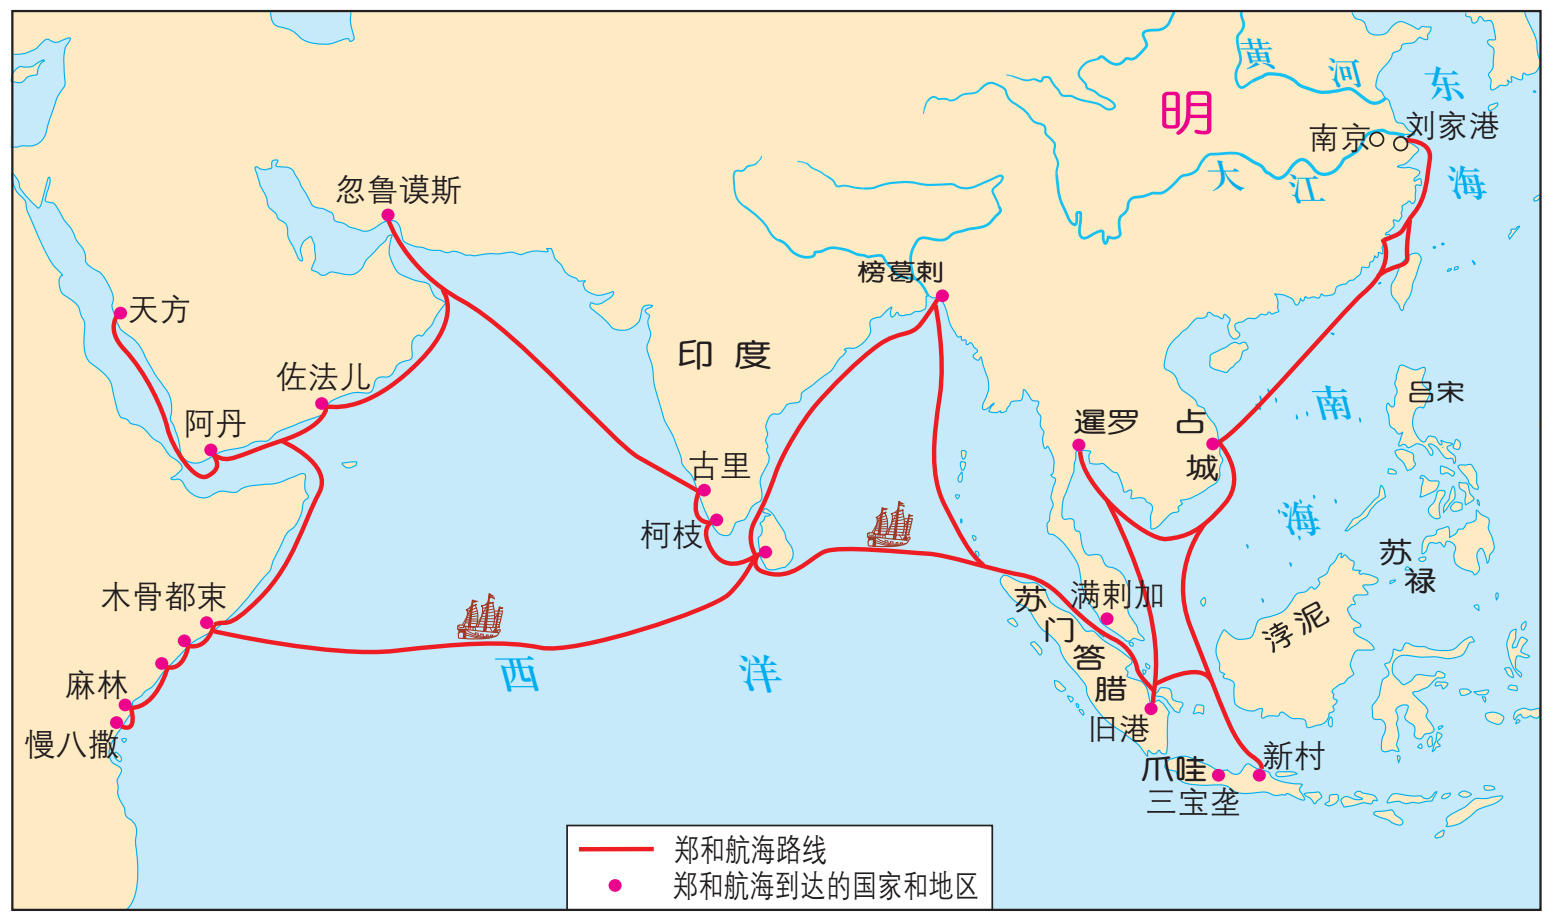 黄河
东海
明
南京
刘家港
大江
忽鲁谟斯
榜葛剌
天方
印度
佐法儿
阿丹
暹罗
占城
南海
吕宋
古里
柯枝
苏禄
木骨都束
满剌加
苏门答腊
浡泥
西洋
麻林
慢八撒
旧港
爪哇
新村
三宝垄
郑和航海路线
郑和航海到达的国家和地区